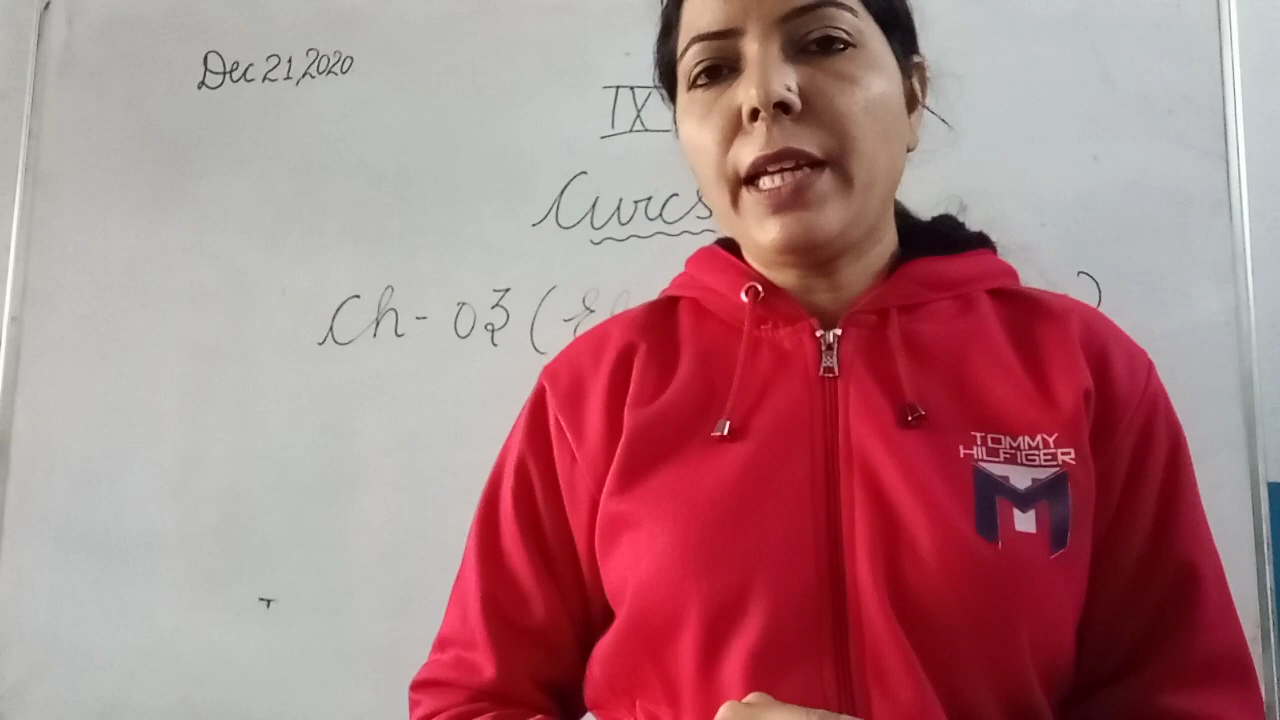 Dec 21, 2020
IX
Civics
Ch- 03 (
)
TOMMY
HILFIGER